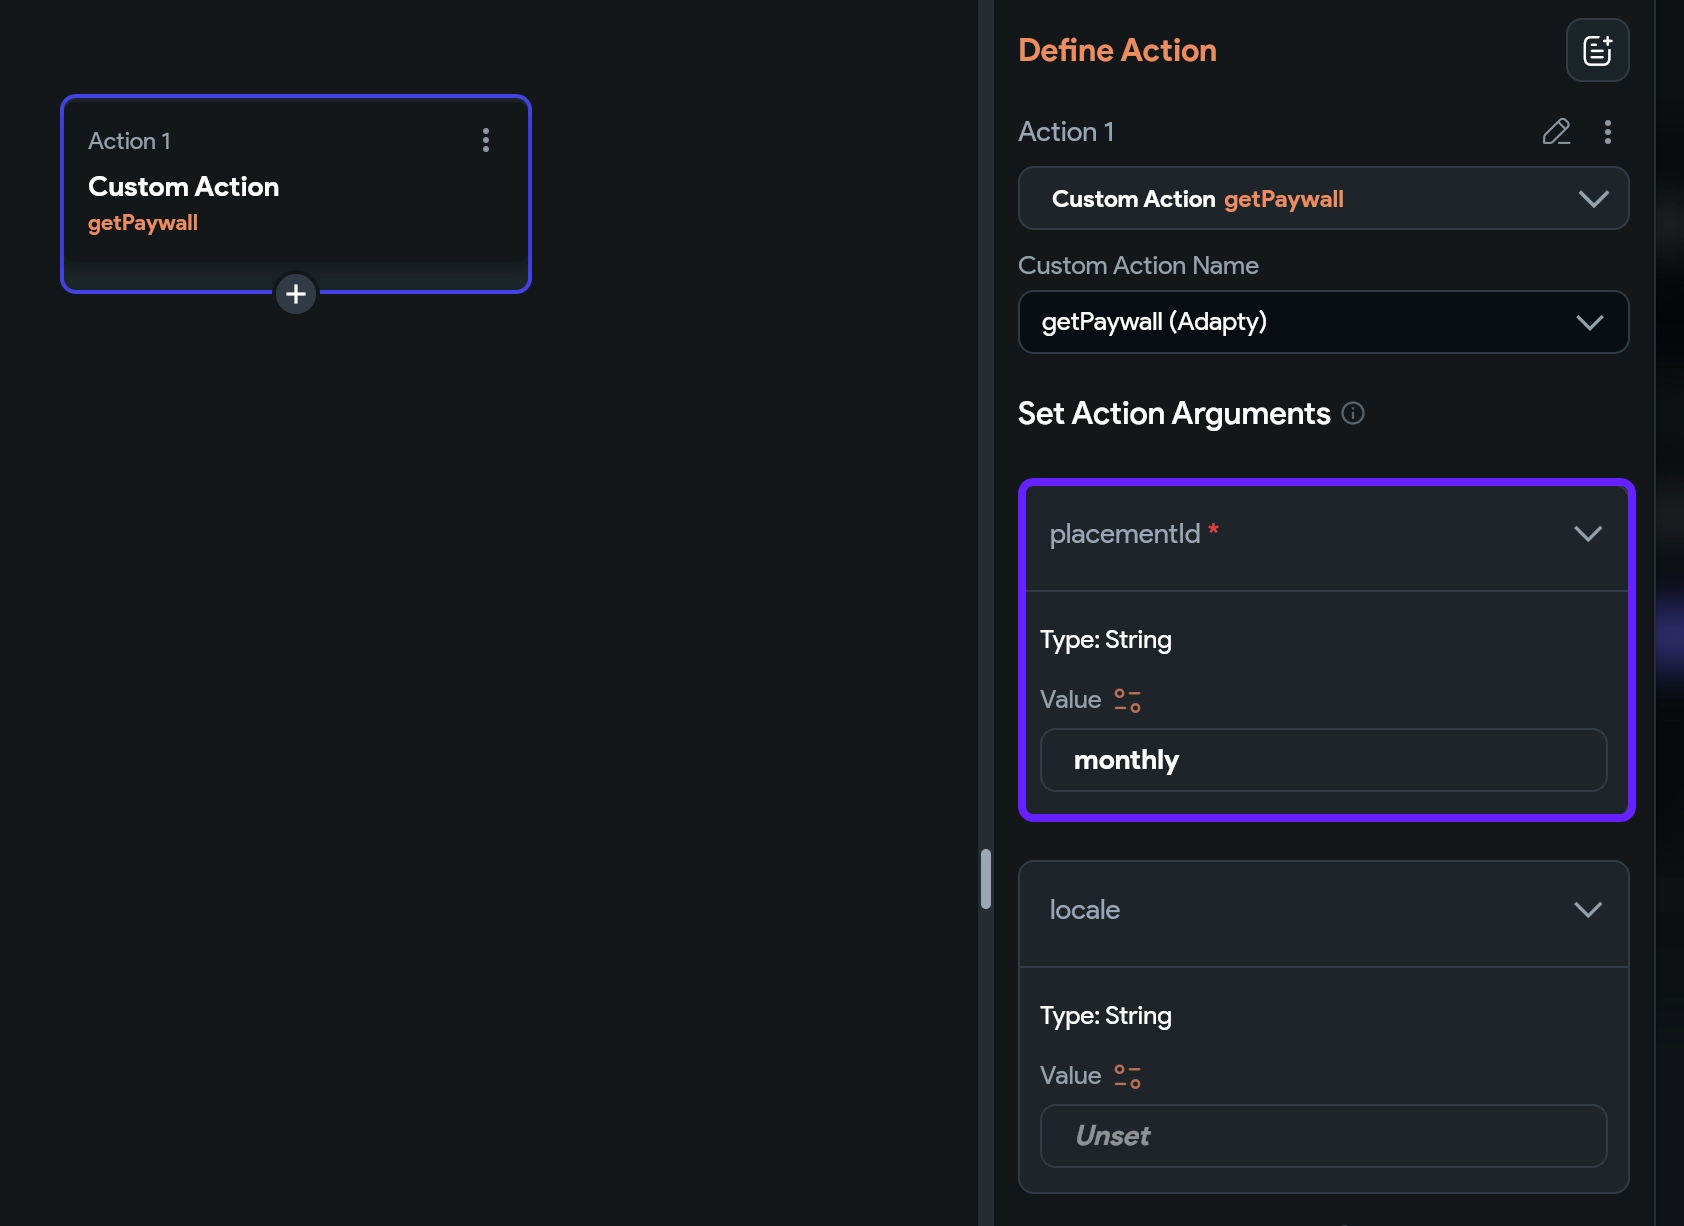 Action 1
Custom Action
getPaywall
Define Action
Action 1
Custom Action getPaywall
Custom Action Name
getPaywall (Adapty)
Set Action Arguments
placementId *
Type: String
Value
monthly
locale
Type: String
Value
Unset